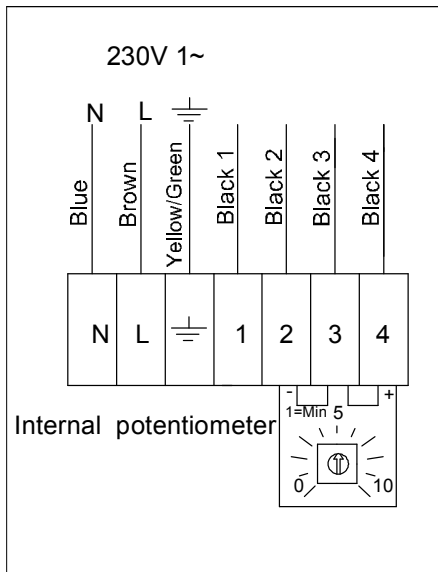 230V 1~
N L
Blue Brown Yellow/Green Black 1 Black 2 Black 3 Black 4
N L 1 2 3 4
- +
1=Min 5
Internal potentiometer
0 10